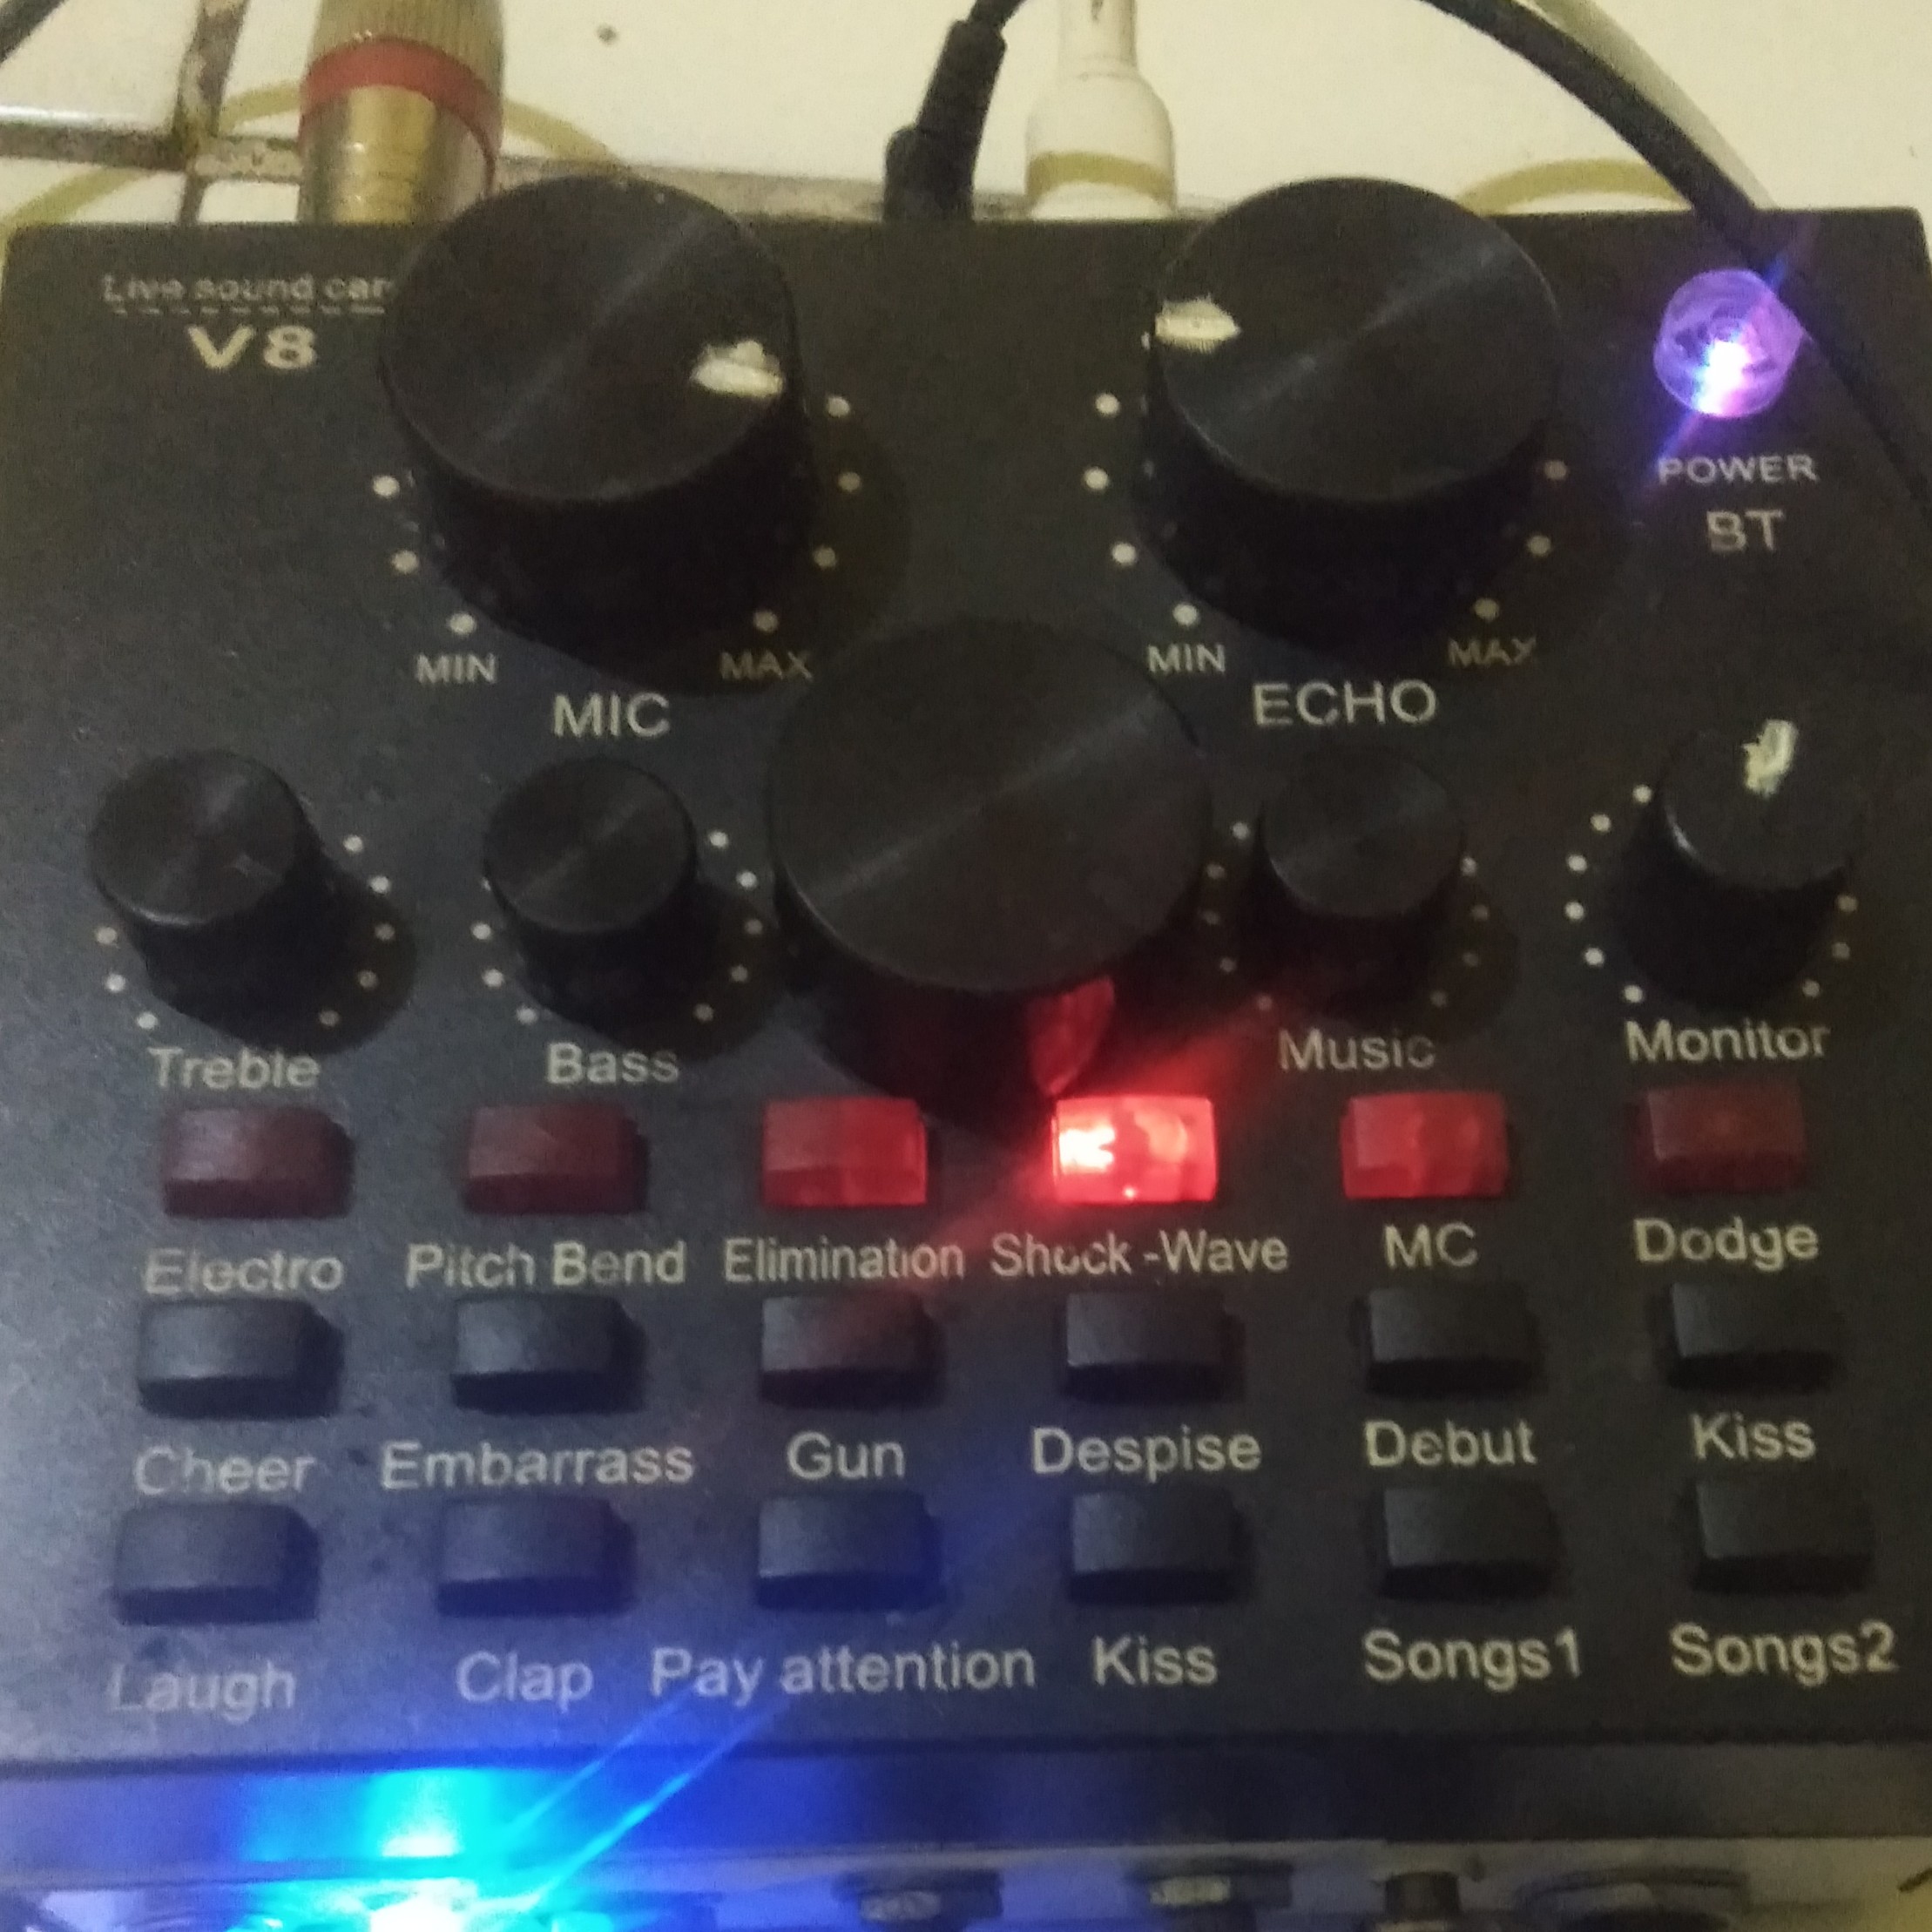 Live sound card
V8
POWER
BT
MIN MAX
MIC
MIN MAX
ECHO
Treble Bass Music Monitor
Electro Pitch Bend Elimination Shock -Wave MC Dodge
Cheer Embarrass Gun Despise Debut Kiss
Laugh Clap Pay attention Kiss Songs1 Songs2